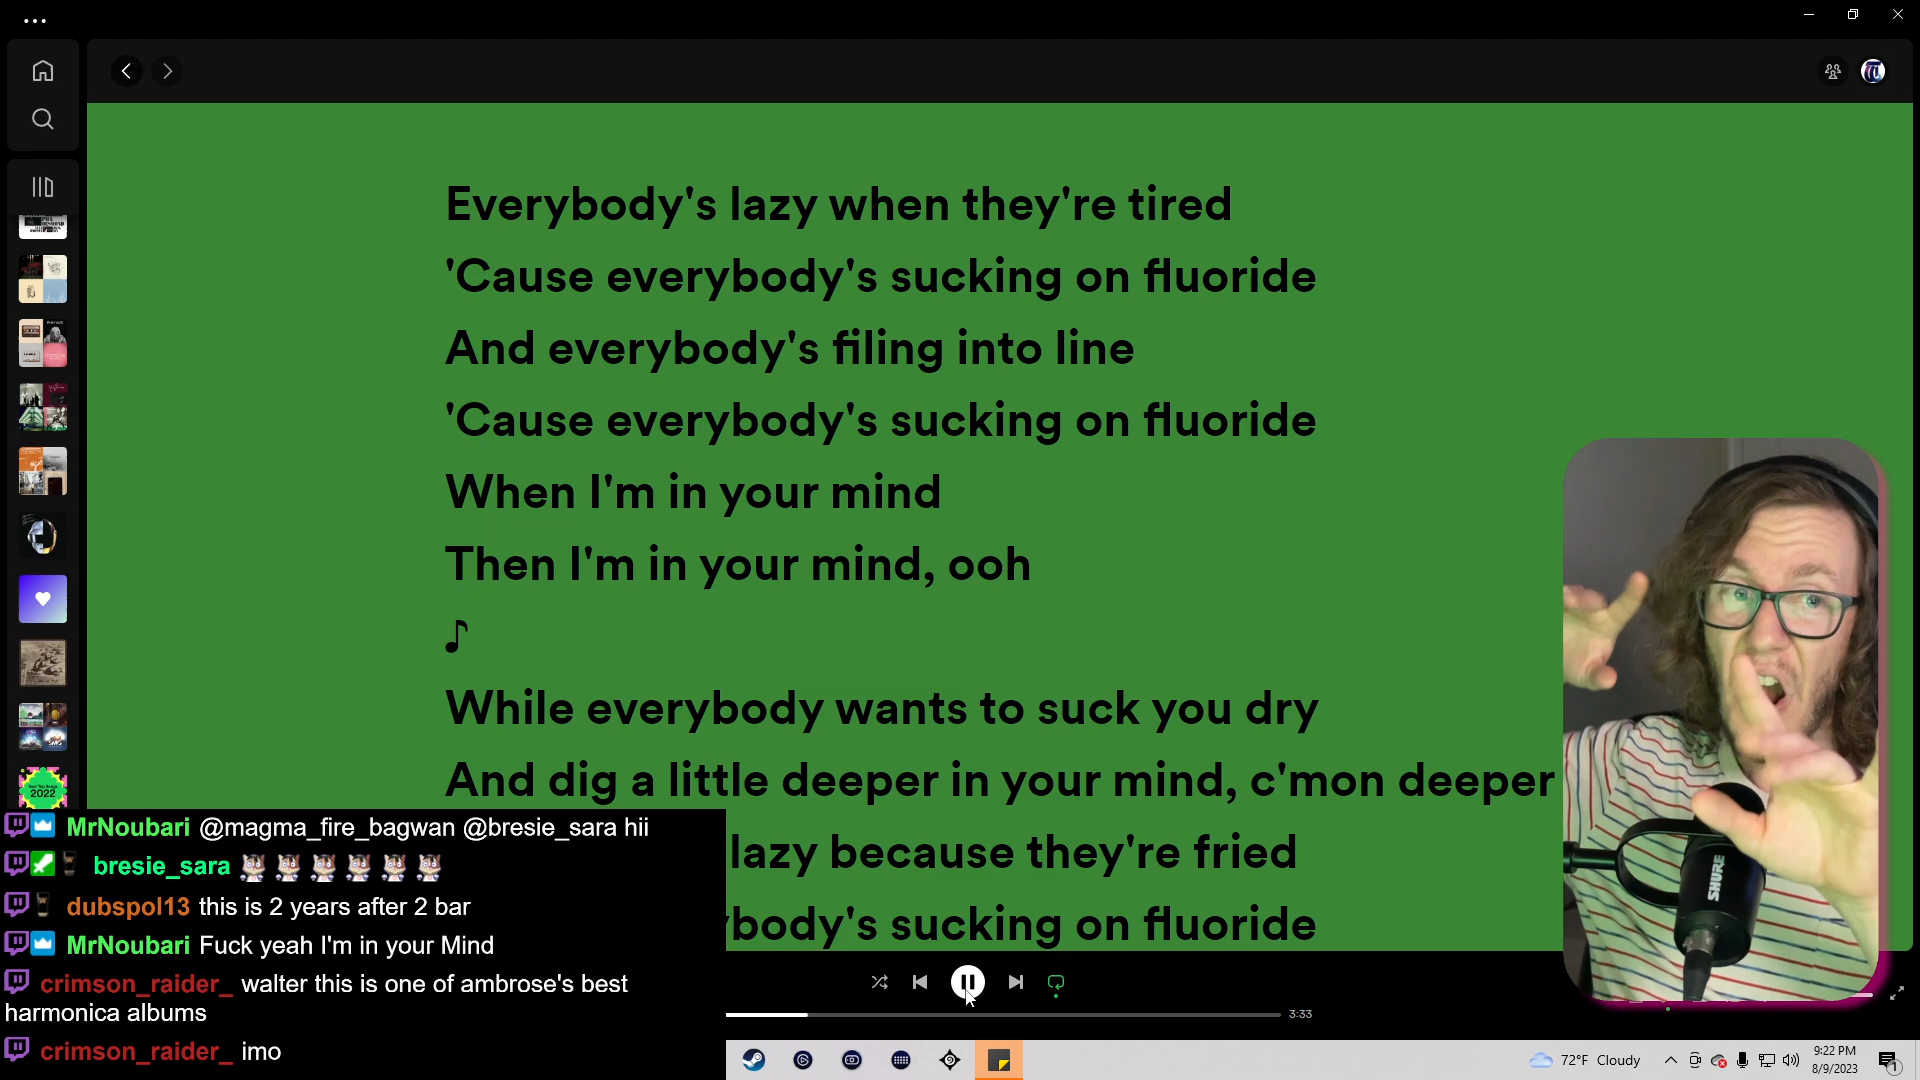 Everybody's lazy when they're tired
'Cause everybody's sucking on fluoride
And everybody's filing into line
'Cause everybody's sucking on fluoride
When I'm in your mind
Then I'm in your mind, ooh
♪
While everybody wants to suck you dry
And dig a little deeper in your mind, c'mon deeper
lazy because they're fried
body's sucking on fluoride
2022
SHURE
MrNoubari @magma_fire_bagwan @bresie_sara hii
bresie_sara
dubspol13 this is 2 years after 2 bar
MrNoubari Fuck yeah I'm in your Mind
crimson_raider_ walter this is one of ambrose's best
harmonica albums
crimson_raider_ imo
3:33
72°F Cloudy
9:22 PM
8/9/2023
1